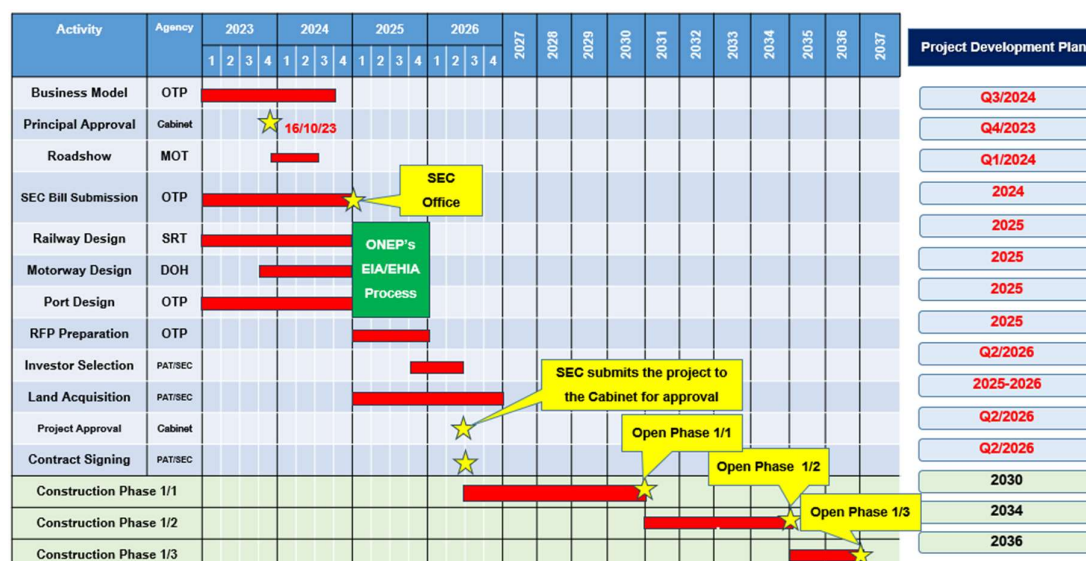 Activity Agency 2023 2024 2025 2026 2027 2028 2029 2030 2031 2032 2033 2034 2035 2036 2037 Project Development Plan
1 2 3 4 1 2 3 4 1 2 3 4 1 2 3 4
Business Model OTP Q3/2024
Principal Approval Cabinet 16/10/23 Q4/2023
Roadshow MOT Q1/2024
SEC Bill Submission OTP 2024
SEC
Office
Railway Design SRT 2025
Motorway Design DOH 2025
Port Design OTP 2025
ONEP's
EIA/EHIA
Process
RFP Preparation OTP 2025
Investor Selection PAT/SEC Q2/2026
Land Acquisition PAT/SEC 2025-2026
SEC submits the project to
the Cabinet for approval
Project Approval Cabinet Q2/2026
Contract Signing PAT/SEC Q2/2026
Open Phase 1/1
Open Phase 1/2
Open Phase 1/3
Construction Phase 1/1 2030
Construction Phase 1/2 2034
Construction Phase 1/3 2036